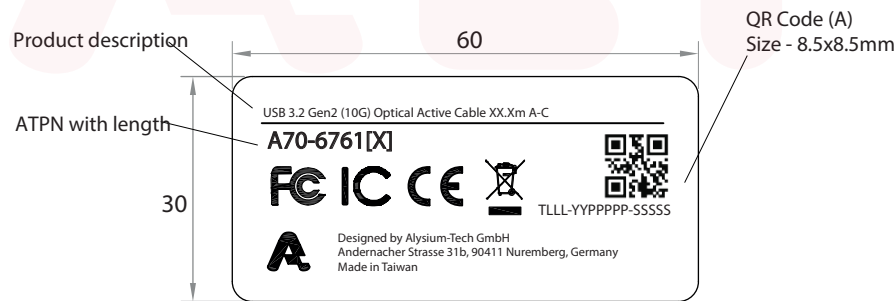 QR Code (A)
Size - 8.5x8.5mm
Product description
60
USB 3.2 Gen2 (10G) Optical Active Cable XX.Xm A-C
ATPN with length
A70-6761[X]
FC IC CE
30
TLLL-YYPPPPP-SSSSS
Designed by Alysium-Tech GmbH
Andernacher Strasse 31b, 90411 Nuremberg, Germany
Made in Taiwan